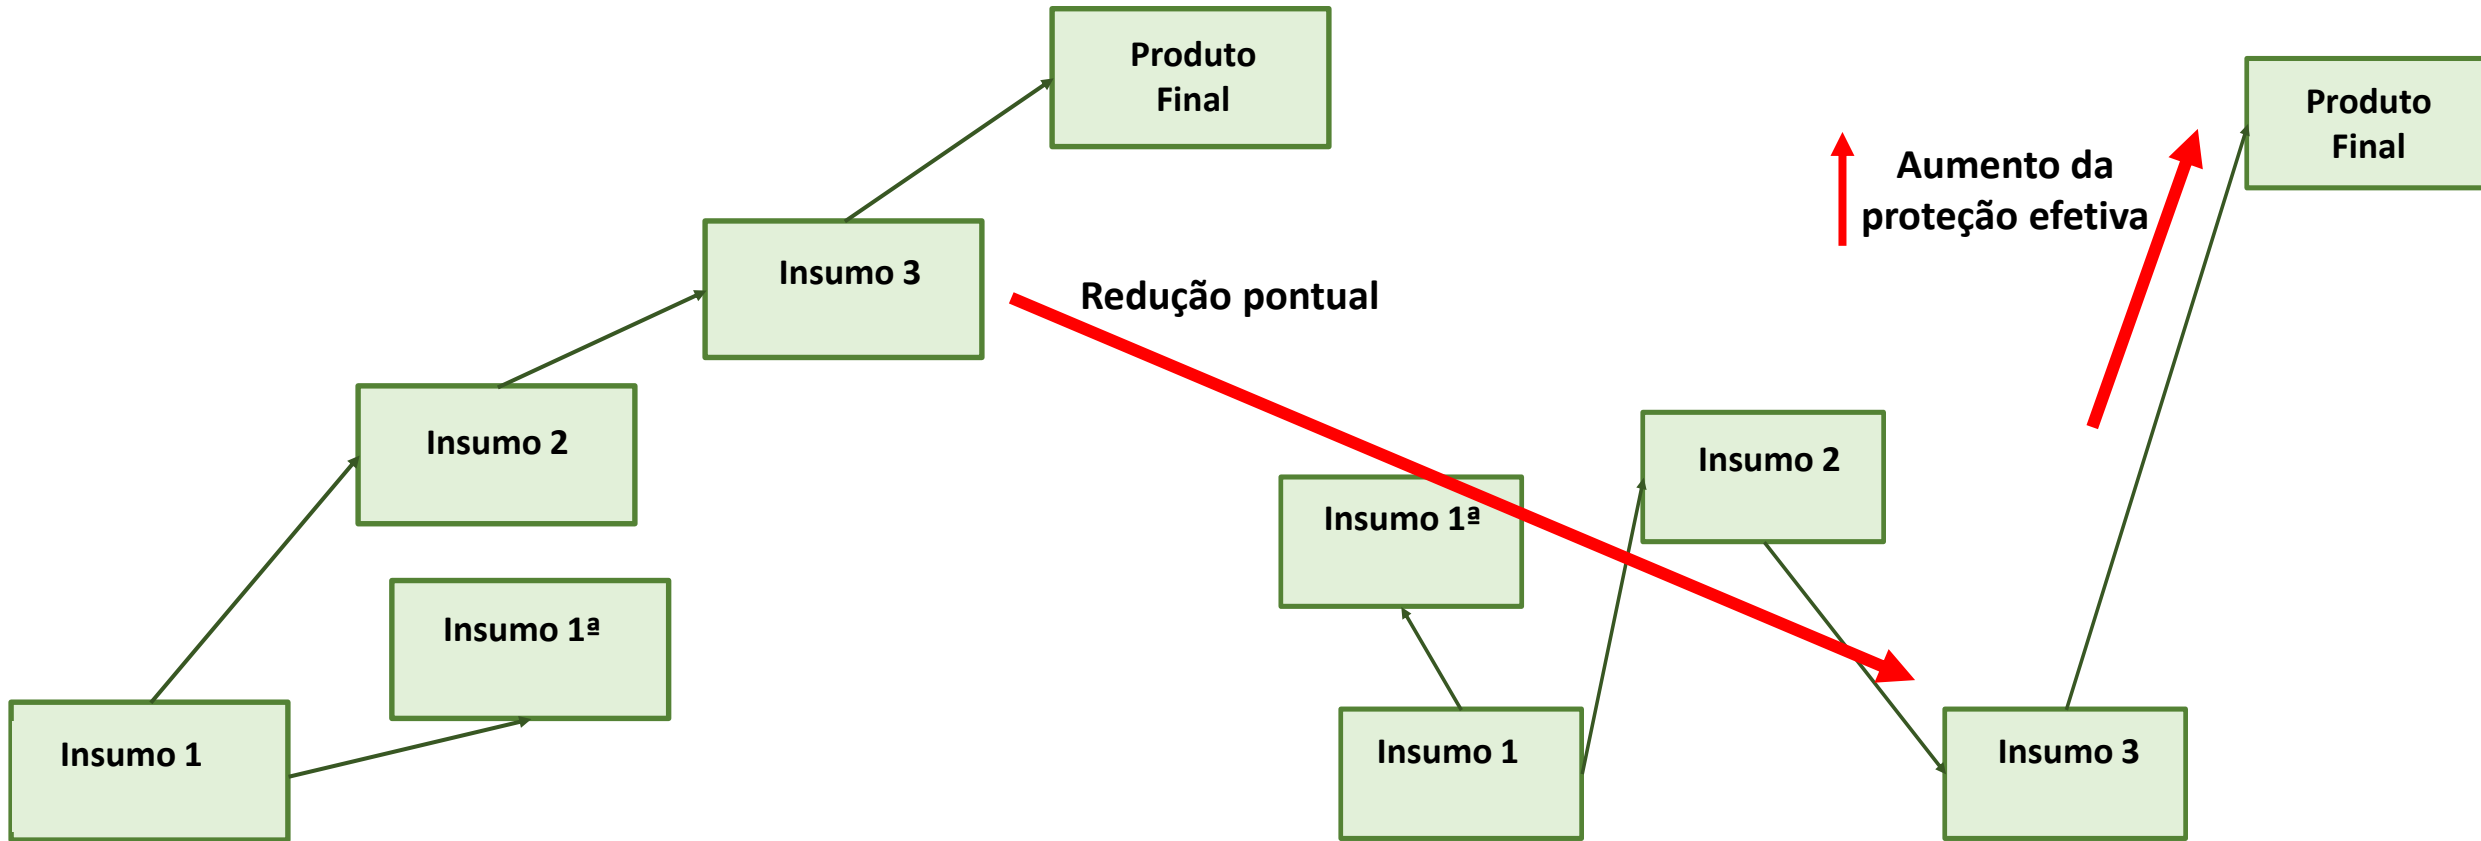 Produto
Final
Insumo 3
Insumo 2
Insumo 1ª
Insumo 1
Redução pontual
Aumento da
proteção efetiva
Produto
Final
Insumo 2
Insumo 1ª
Insumo 1
Insumo 3